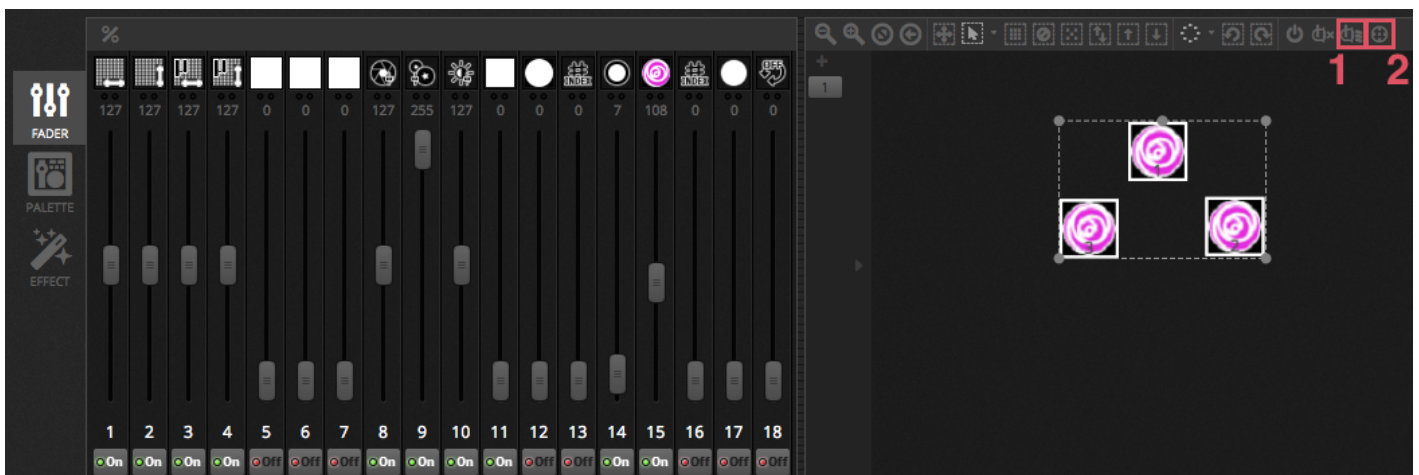 %
1 2
127 127 127 127 0 0 0 127 255 127 0 0 0 7 108 0 0 0
INDEX INDEX OFF
FADER
PALETTE
EFFECT
+
1
1
3 2
1 2 3 4 5 6 7 8 9 10 11 12 13 14 15 16 17 18
On On On On Off Off Off On On On On Off Off On On Off Off Off